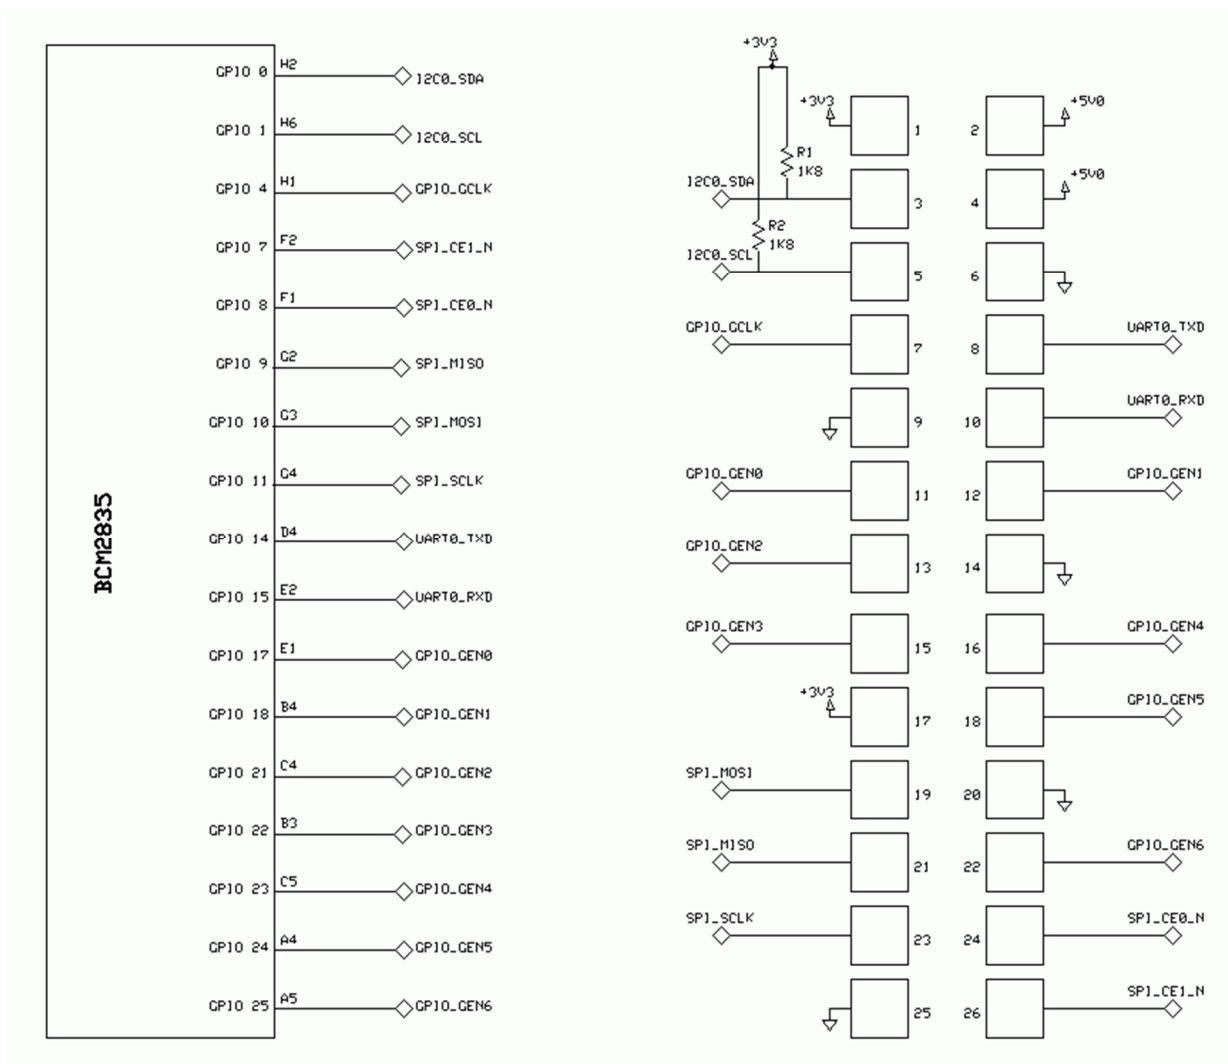 BCM2835
GPIO 0 H2 I2C0_SDA
GPIO 1 H6 I2C0_SCL
GPIO 4 H1 GPIO_GCLK
GPIO 7 F2 SPI_CE1_N
GPIO 8 F1 SPI_CE0_N
GPIO 9 G2 SPI_MISO
GPIO 10 G3 SPI_MOSI
GPIO 11 G4 SPI_SCLK
GPIO 14 D4 UART0_TXD
GPIO 15 E2 UART0_RXD
GPIO 17 E1 GPIO_GEN0
GPIO 18 B4 GPIO_GEN1
GPIO 21 C4 GPIO_GEN2
GPIO 22 B3 GPIO_GEN3
GPIO 23 C5 GPIO_GEN4
GPIO 24 A4 GPIO_GEN5
GPIO 25 A5 GPIO_GEN6
+3V3
+3V3 1 2 +5V0
R1
1K8
I2C0_SDA 3 4 +5V0
R2
1K8
I2C0_SCL 5 6
GPIO_GCLK 7 8 UART0_TXD
9 10 UART0_RXD
GPIO_GEN0 11 12 GPIO_GEN1
GPIO_GEN2 13 14
GPIO_GEN3 15 16 GPIO_GEN4
+3V3 17 18 GPIO_GEN5
SPI_MOSI 19 20
SPI_MISO 21 22 GPIO_GEN6
SPI_SCLK 23 24 SPI_CE0_N
25 26 SPI_CE1_N